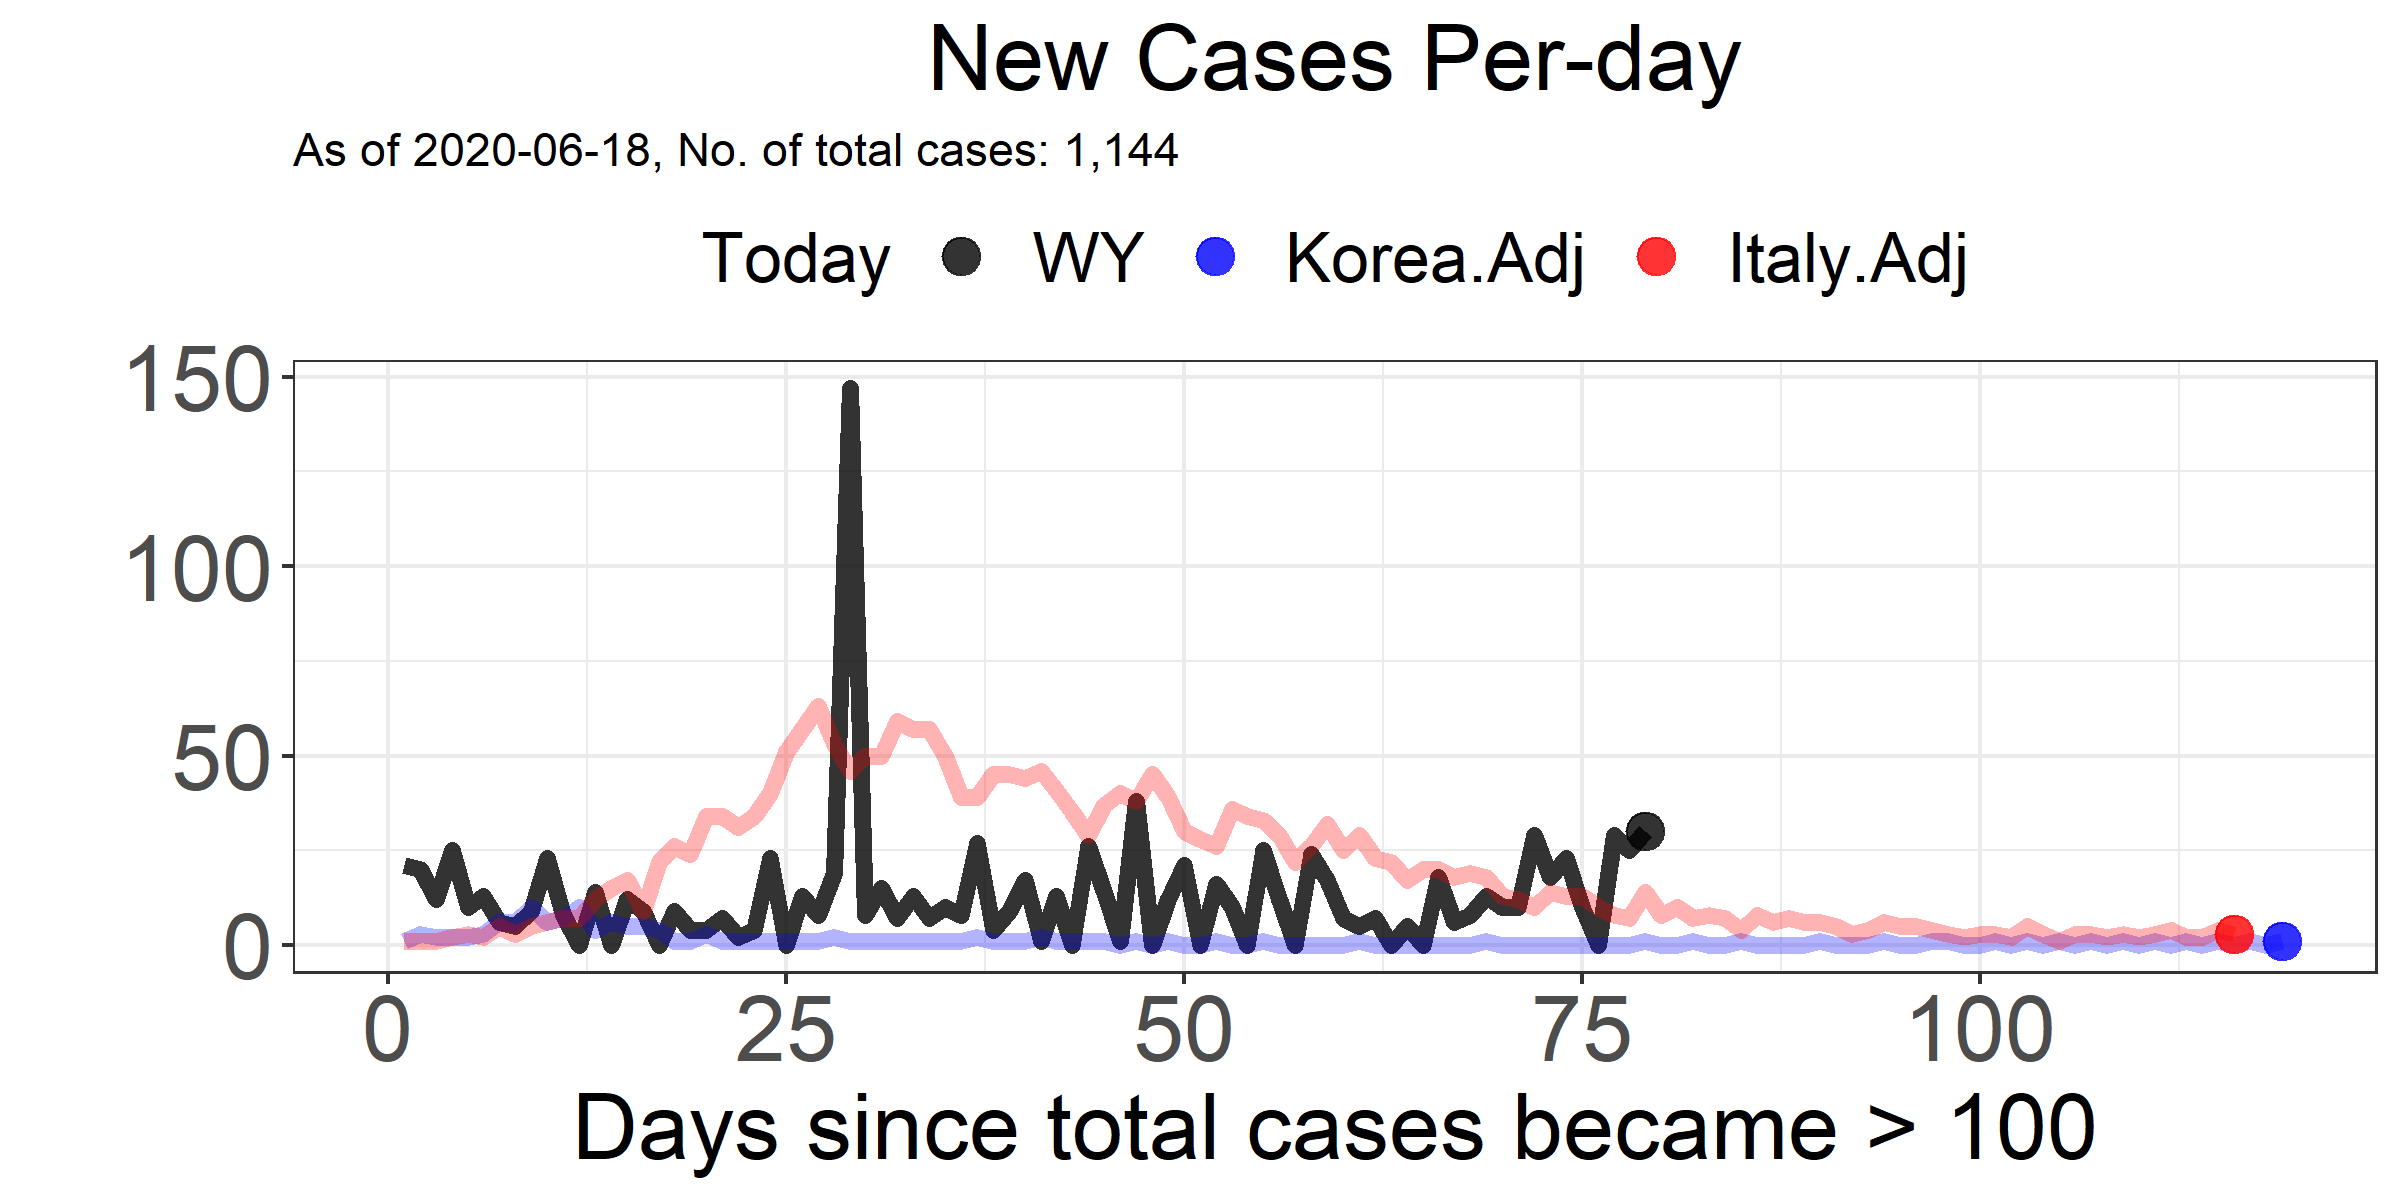 New Cases Per-day
As of 2020-06-18, No. of total cases: 1,144
Today WY Korea.Adj Italy.Adj
150
100
50
0
0 25 50 75 100
Days since total cases became > 100